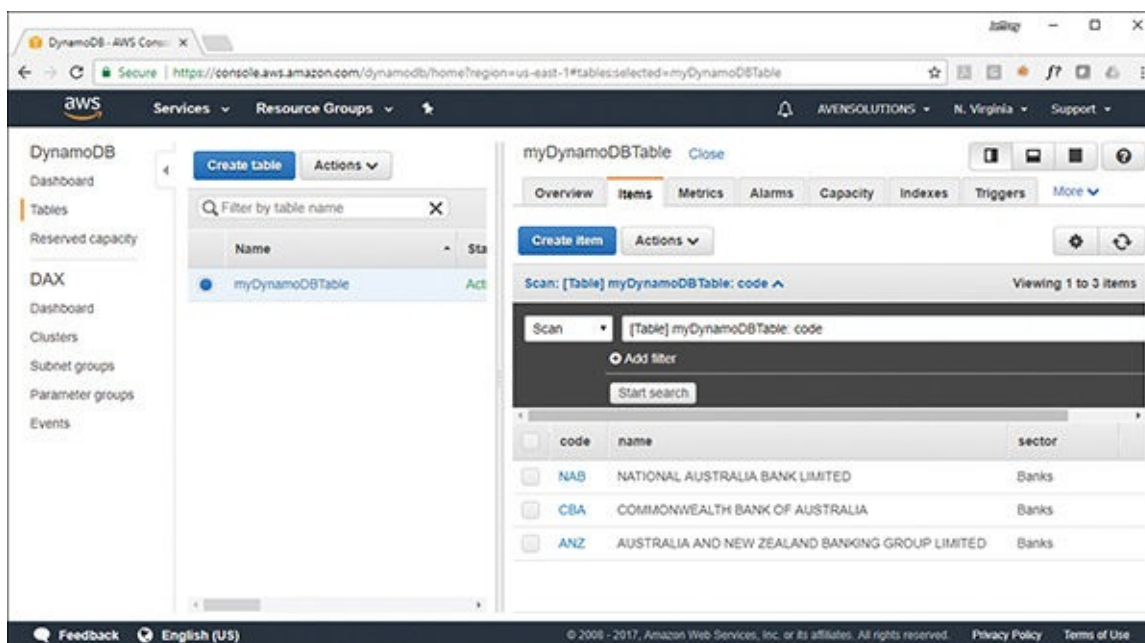 DynamoDB - AWS Cons
Secure | https://console.aws.amazon.com/dynamodb/home?region=us-east-1#tables:selected=myDynamoDBTable
aws Services Resource Groups AVENSOLUTIONS N. Virginia Support
DynamoDB
Dashboard
Tables
Reserved capacity
DAX
Dashboard
Clusters
Subnet groups
Parameter groups
Events
Create table Actions
Filter by table name
Name Sta
myDynamoDBTable Act
myDynamoDBTable Close
Overview Items Metrics Alarms Capacity Indexes Triggers More
Create item Actions
Scan: [Table] myDynamoDBTable: code Viewing 1 to 3 items
Scan [Table] myDynamoDBTable: code
Add filter
Start search
code name sector
NAB NATIONAL AUSTRALIA BANK LIMITED Banks
CBA COMMONWEALTH BANK OF AUSTRALIA Banks
ANZ AUSTRALIA AND NEW ZEALAND BANKING GROUP LIMITED Banks
Feedback English (US) © 2008 - 2017, Amazon Web Services, Inc. or its affiliates. All rights reserved. Privacy Policy Terms of Use